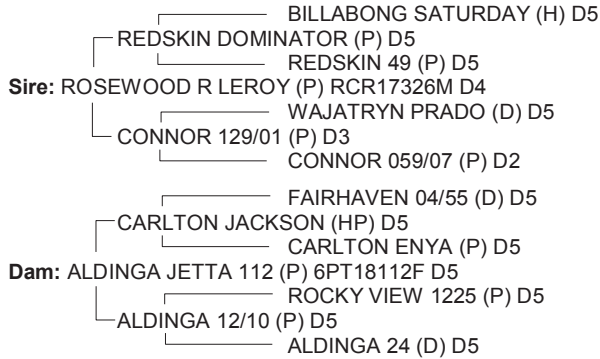 BILLABONG SATURDAY (H) D5
REDSKIN DOMINATOR (P) D5
REDSKIN 49 (P) D5
Sire: ROSEWOOD R LEROY (P) RCR17326M D4
WAJATRYN PRADO (D) D5
CONNOR 129/01 (P) D3
CONNOR 059/07 (P) D2
FAIRHAVEN 04/55 (D) D5
CARLTON JACKSON (HP) D5
CARLTON ENYA (P) D5
Dam: ALDINGA JETTA 112 (P) 6PT18112F D5
ROCKY VIEW 1225 (P) D5
ALDINGA 12/10 (P) D5
ALDINGA 24 (D) D5